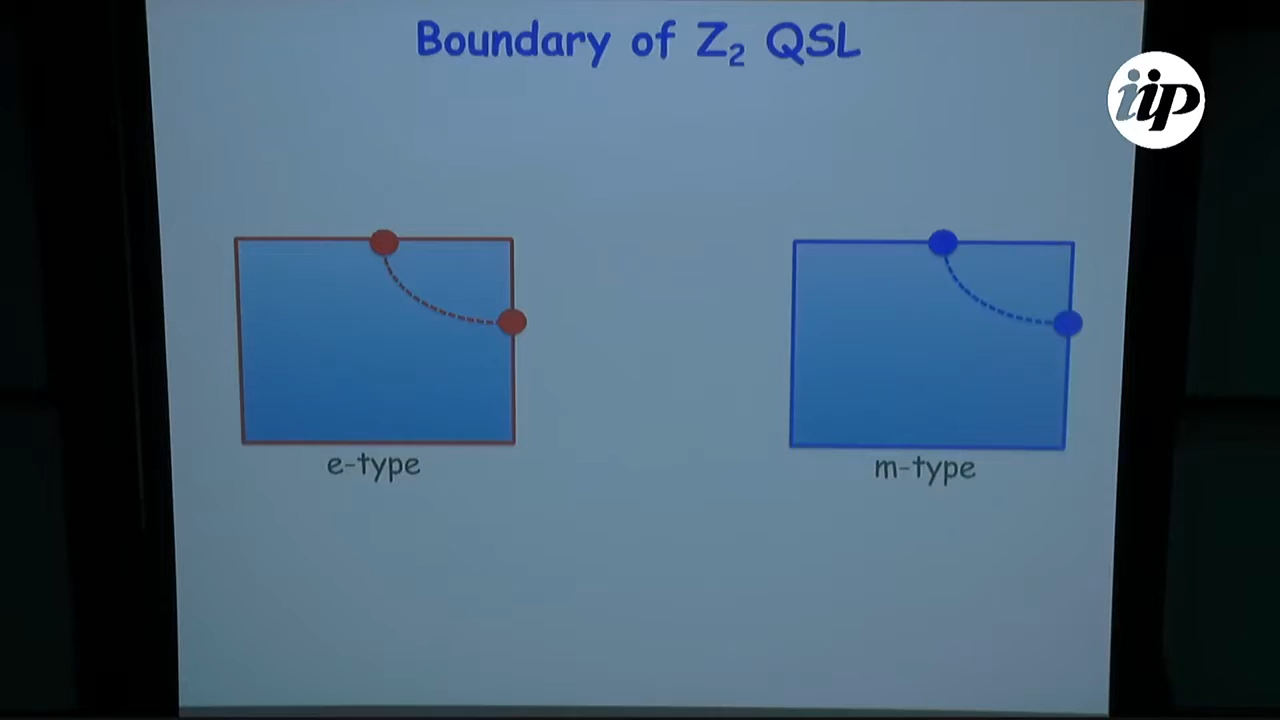 Boundary of Z₂ QSL
iip
e-type
m-type